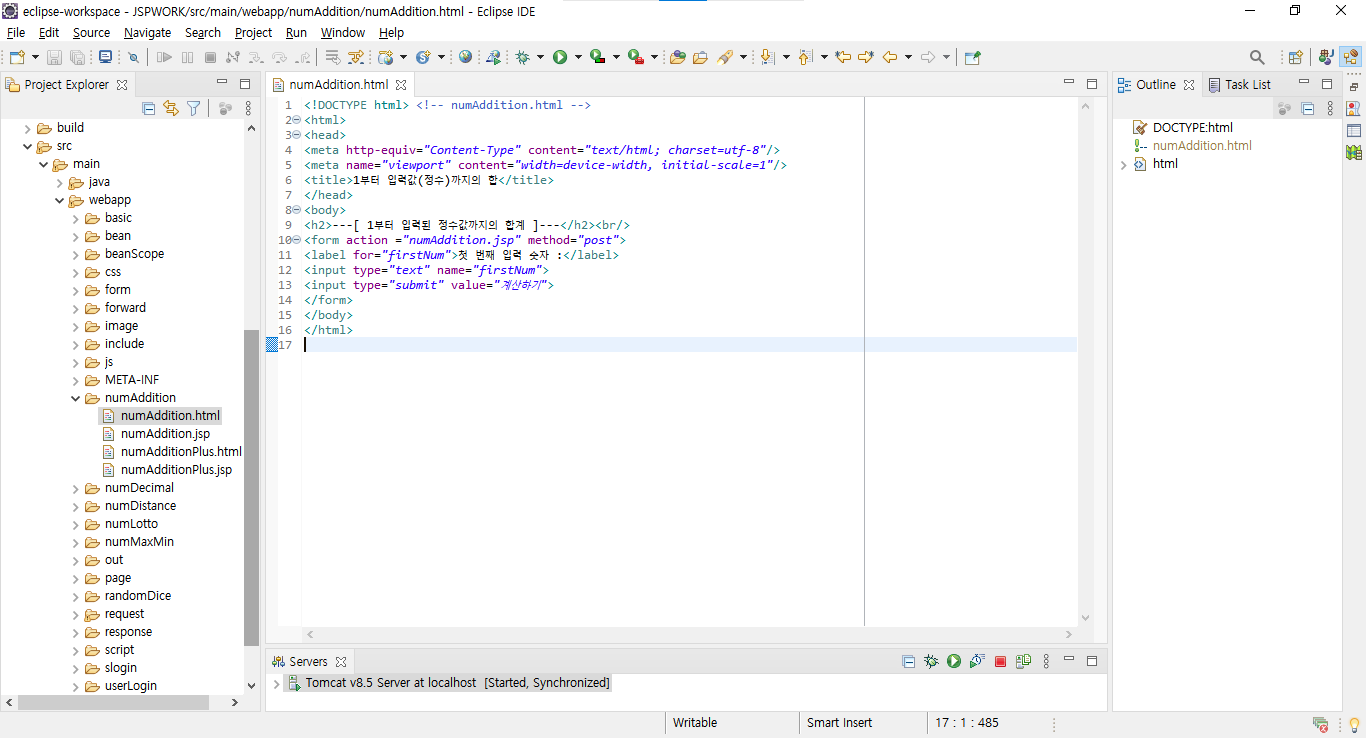 eclipse-workspace - JSPWORK/src/main/webapp/numAddition/numAddition.html - Eclipse IDE
File Edit Source Navigate Search Project Run Window Help
Project Explorer
build
src
main
java
webapp
basic
bean
beanScope
css
form
forward
image
include
js
META-INF
numAddition
numAddition.html
numAddition.jsp
numAdditionPlus.html
numAdditionPlus.jsp
numDecimal
numDistance
numLotto
numMaxMin
out
page
randomDice
request
response
script
slogin
userLogin
numAddition.html
1 <!DOCTYPE html> <!-- numAddition.html -->
2 <html>
3 <head>
4 <meta http-equiv="Content-Type" content="text/html; charset=utf-8"/>
5 <meta name="viewport" content="width=device-width, initial-scale=1"/>
6 <title>1부터 입력값(정수)까지의 합</title>
7 </head>
8 <body>
9 <h2>---[ 1부터 입력된 정수값까지의 합계 ]---</h2><br/>
10 <form action ="numAddition.jsp" method="post">
11 <label for="firstNum">첫 번째 입력 숫자 :</label>
12 <input type="text" name="firstNum">
13 <input type="submit" value="계산하기">
14 </form>
15 </body>
16 </html>
17
Servers
Tomcat v8.5 Server at localhost [Started, Synchronized]
Outline Task List
DOCTYPE:html
numAddition.html
html
Writable Smart Insert 17 : 1 : 485